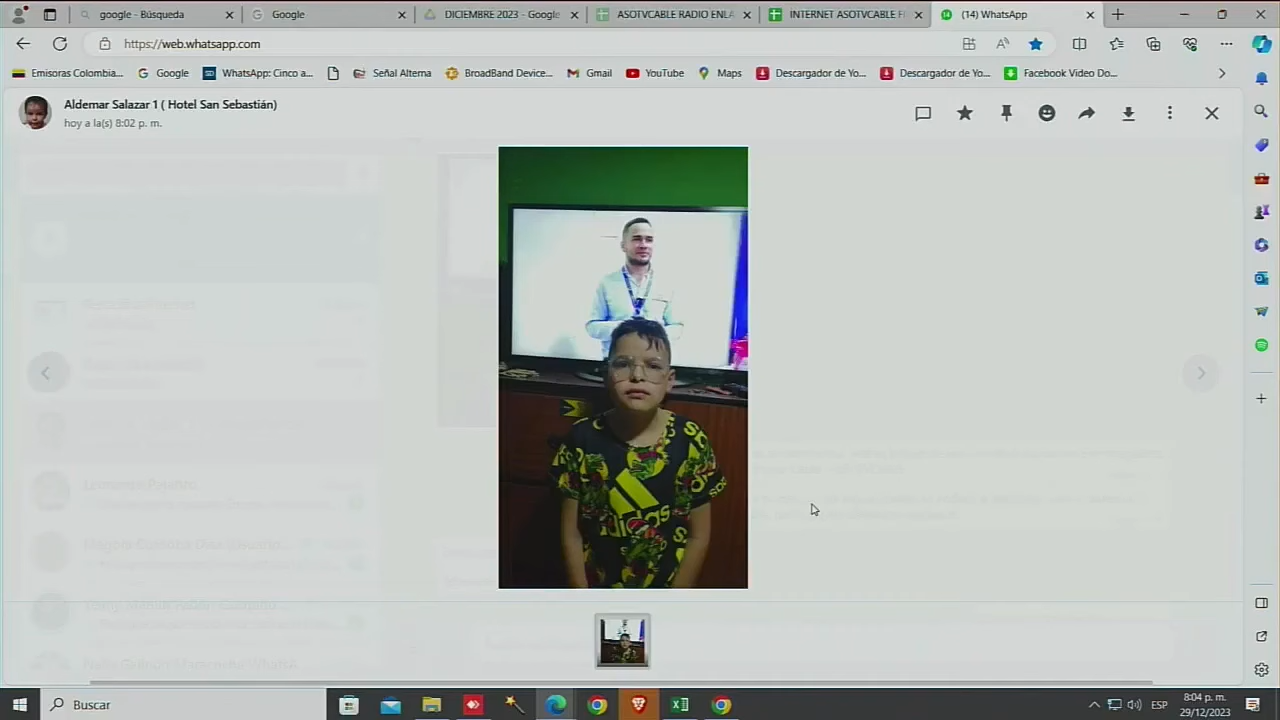 google - Búsqueda
Google
DICIEMBRE 2023 - Google
ASOTVCABLE RADIO ENLA
INTERNET ASOTVCABLE F
(14) WhatsApp
https://web.whatsapp.com
Emisoras Colombia...
Google
WhatsApp: Cinco a...
Señal Alterna
BroadBand Device...
Gmail
YouTube
Maps
Descargador de Yo...
Descargador de Yo...
Facebook Video Do...
Aldemar Salazar 1 ( Hotel San Sebastián)
hoy a la(s) 8:02 p. m.
adidas
Buscar
ESP
8:04 p. m.
29/12/2023